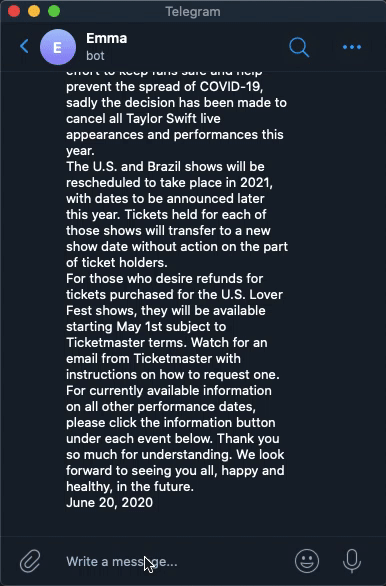 Telegram
E
Emma
bot
effort to keep fans safe and help
prevent the spread of COVID-19,
sadly the decision has been made to
cancel all Taylor Swift live
appearances and performances this
year.
The U.S. and Brazil shows will be
rescheduled to take place in 2021,
with dates to be announced later
this year. Tickets held for each of
those shows will transfer to a new
show date without action on the part
of ticket holders.
For those who desire refunds for
tickets purchased for the U.S. Lover
Fest shows, they will be available
starting May 1st subject to
Ticketmaster terms. Watch for an
email from Ticketmaster with
instructions on how to request one.
For currently available information
on all other performance dates,
please click the information button
under each event below. Thank you
so much for understanding. We look
forward to seeing you all, happy and
healthy, in the future.
June 20, 2020
Write a message...